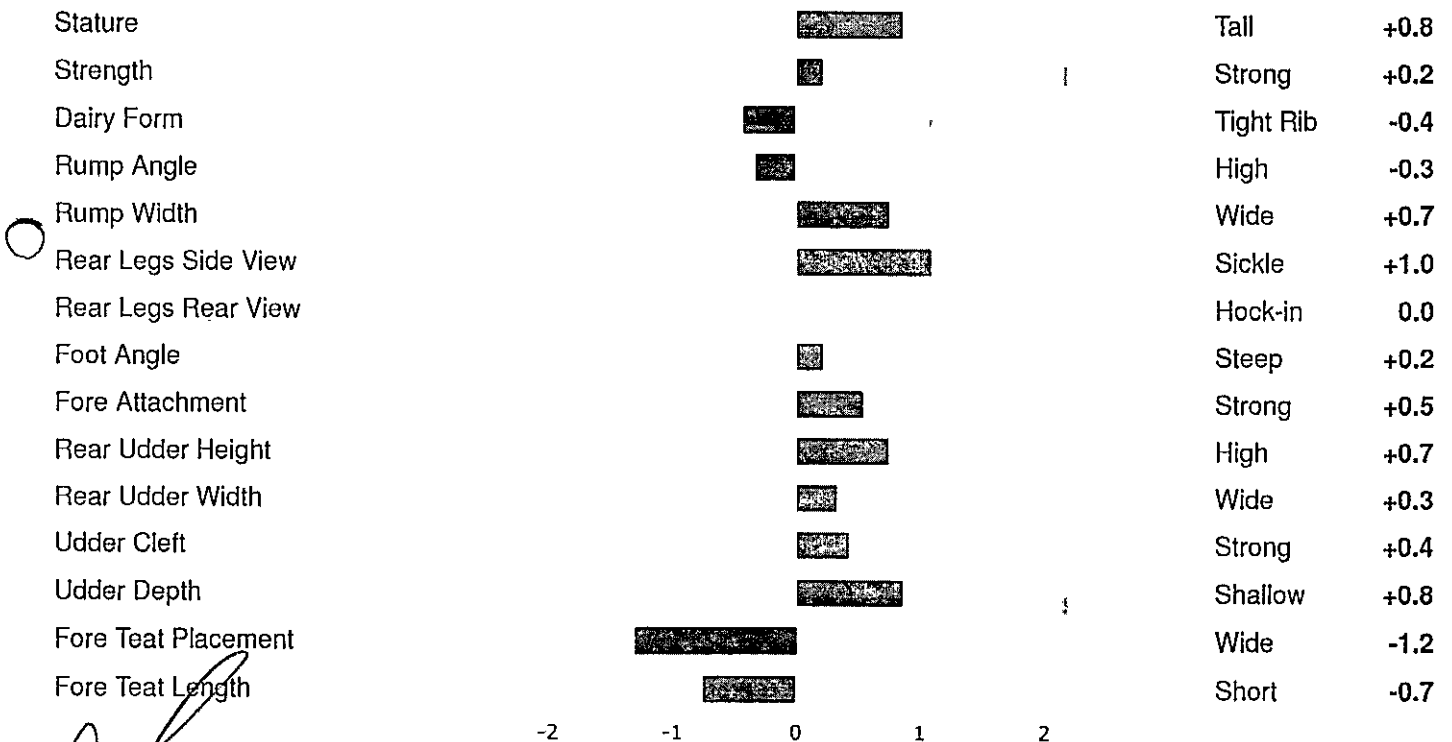 Stature Tall +0.8
Strength Strong +0.2
Dairy Form Tight Rib -0.4
Rump Angle High -0.3
Rump Width Wide +0.7
Rear Legs Side View Sickle +1.0
Rear Legs Rear View Hock-in 0.0
Foot Angle Steep +0.2
Fore Attachment Strong +0.5
Rear Udder Height High +0.7
Rear Udder Width Wide +0.3
Udder Cleft Strong +0.4
Udder Depth Shallow +0.8
Fore Teat Placement Wide -1.2
Fore Teat Length Short -0.7
-2 -1 0 1 2